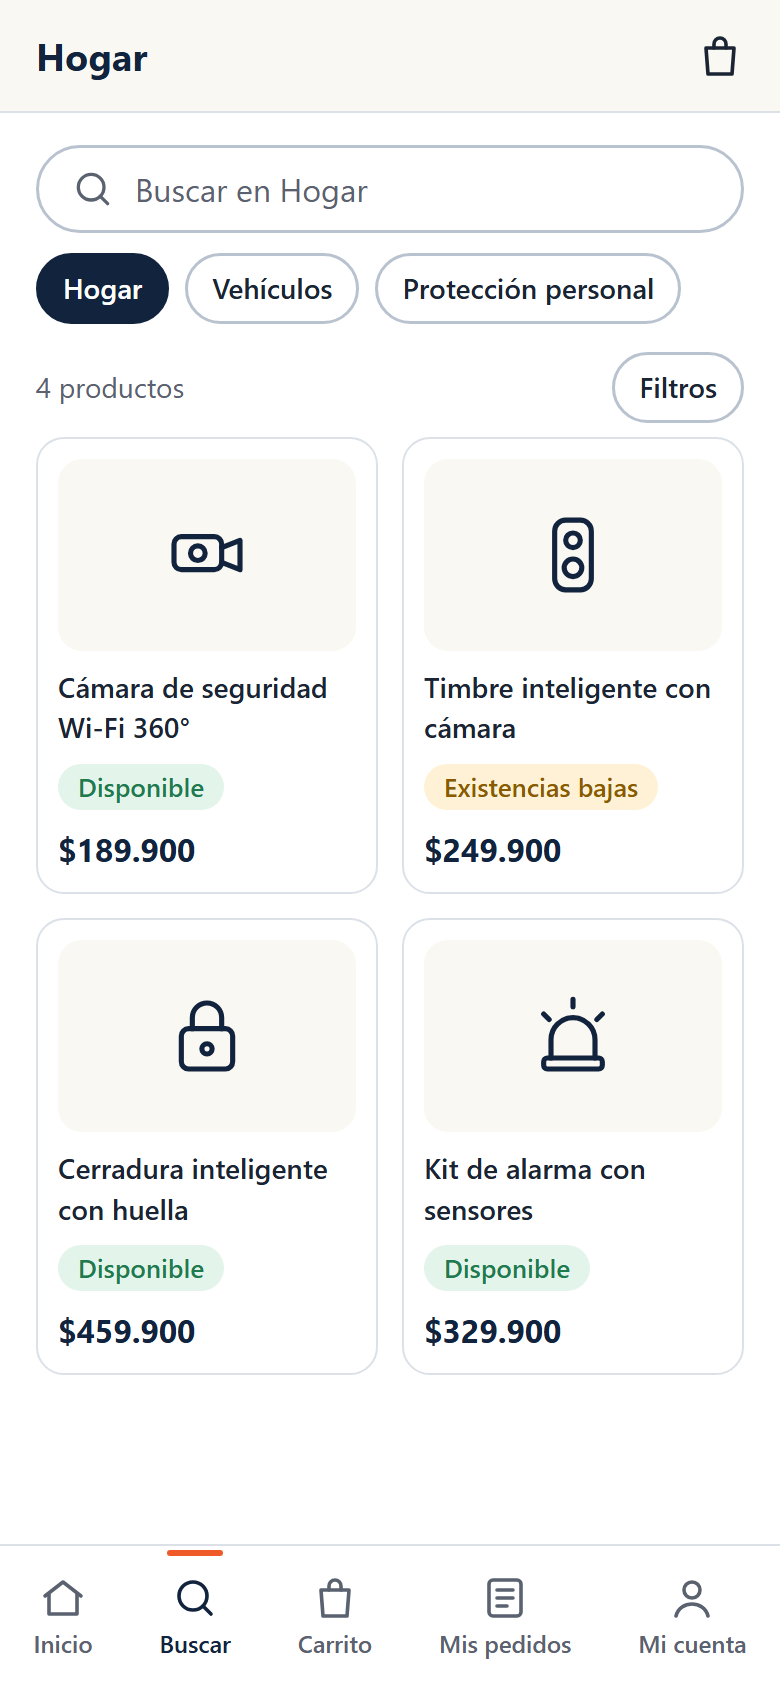 Hogar
Buscar en Hogar
Hogar
Vehículos
Protección personal
4 productos
Filtros
Cámara de seguridad
Wi-Fi 360°
Disponible
$189.900
Timbre inteligente con
cámara
Existencias bajas
$249.900
Cerradura inteligente
con huella
Disponible
$459.900
Kit de alarma con
sensores
Disponible
$329.900
Inicio
Buscar
Carrito
Mis pedidos
Mi cuenta